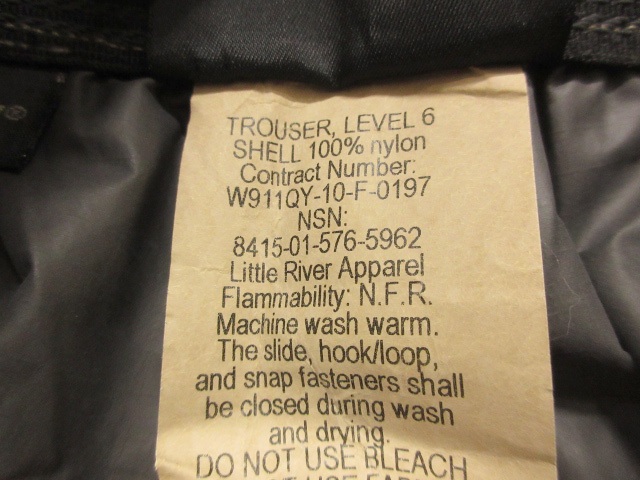 TROUSER, LEVEL 6
SHELL 100% nylon
Contract Number:
W911QY-10-F-0197
NSN:
8415-01-576-5962
Little River Apparel
Flammability: N.F.R.
Machine wash warm.
The slide, hook/loop,
and snap fasteners shall
be closed during wash
and drying.
DO NOT USE BLEACH